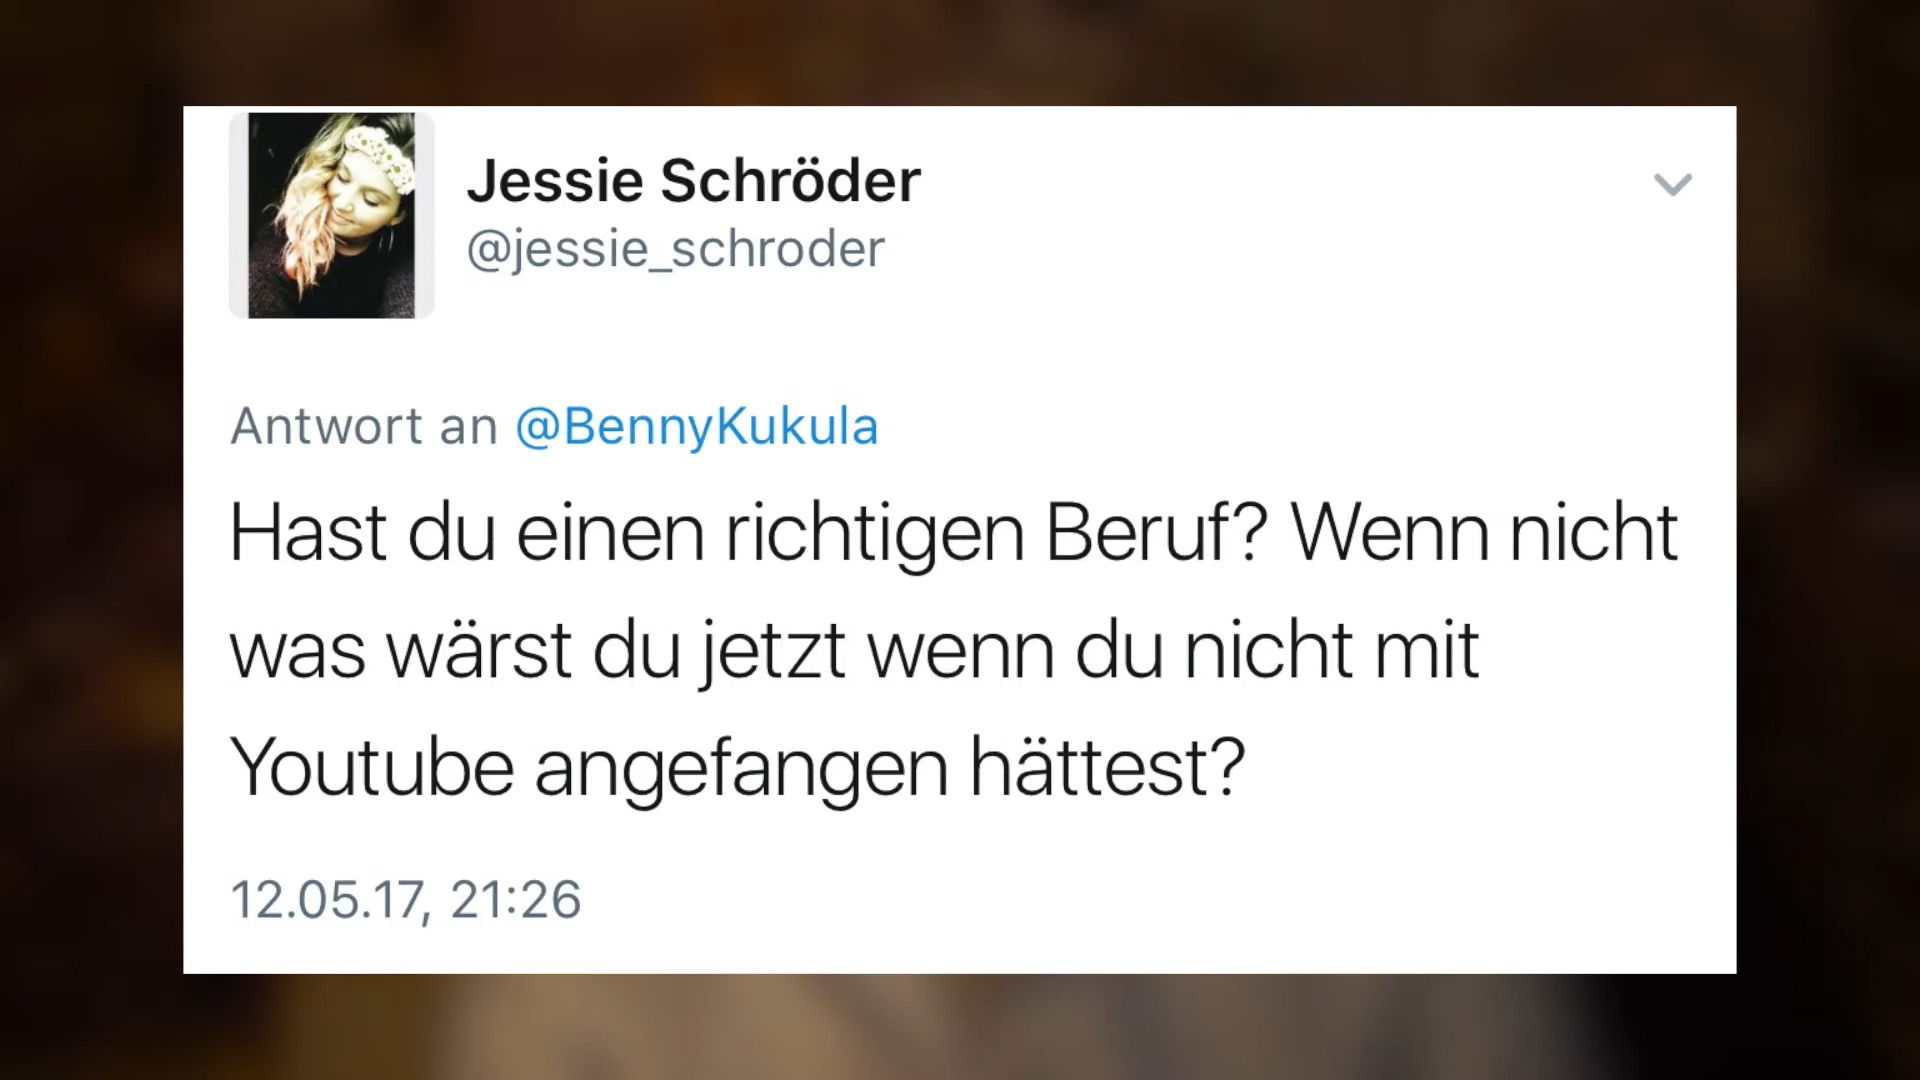 Jessie Schröder
@jessie_schroder
Antwort an @BennyKukula
Hast du einen richtigen Beruf? Wenn nicht
was wärst du jetzt wenn du nicht mit
Youtube angefangen hättest?
12.05.17, 21:26